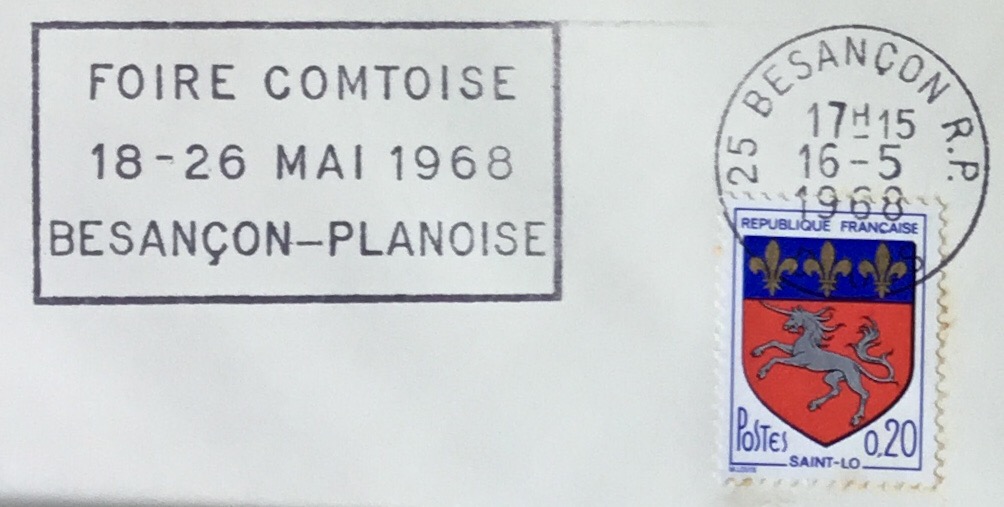 FOIRE COMTOISE
18-26 MAI 1968
BESANÇON-PLANOISE
25 BESANÇON R.P.
17H15
16-5
1968
REPUBLIQUE FRANÇAISE
POSTES
0,20
SAINT-LO